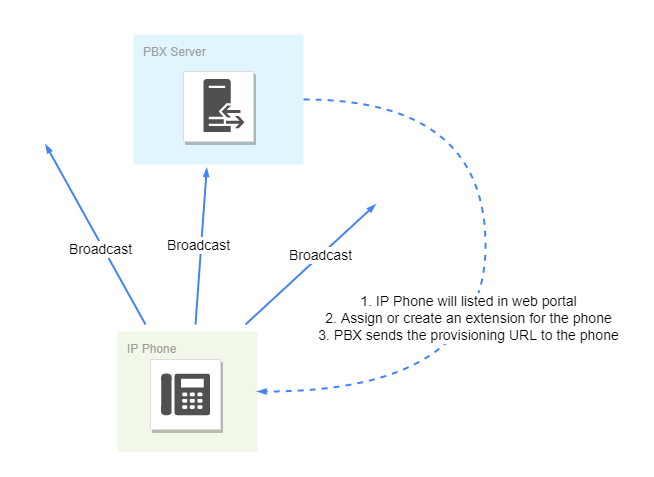 PBX Server
Broadcast
Broadcast
Broadcast
1. IP Phone will listed in web portal
2. Assign or create an extension for the phone
3. PBX sends the provisioning URL to the phone
IP Phone